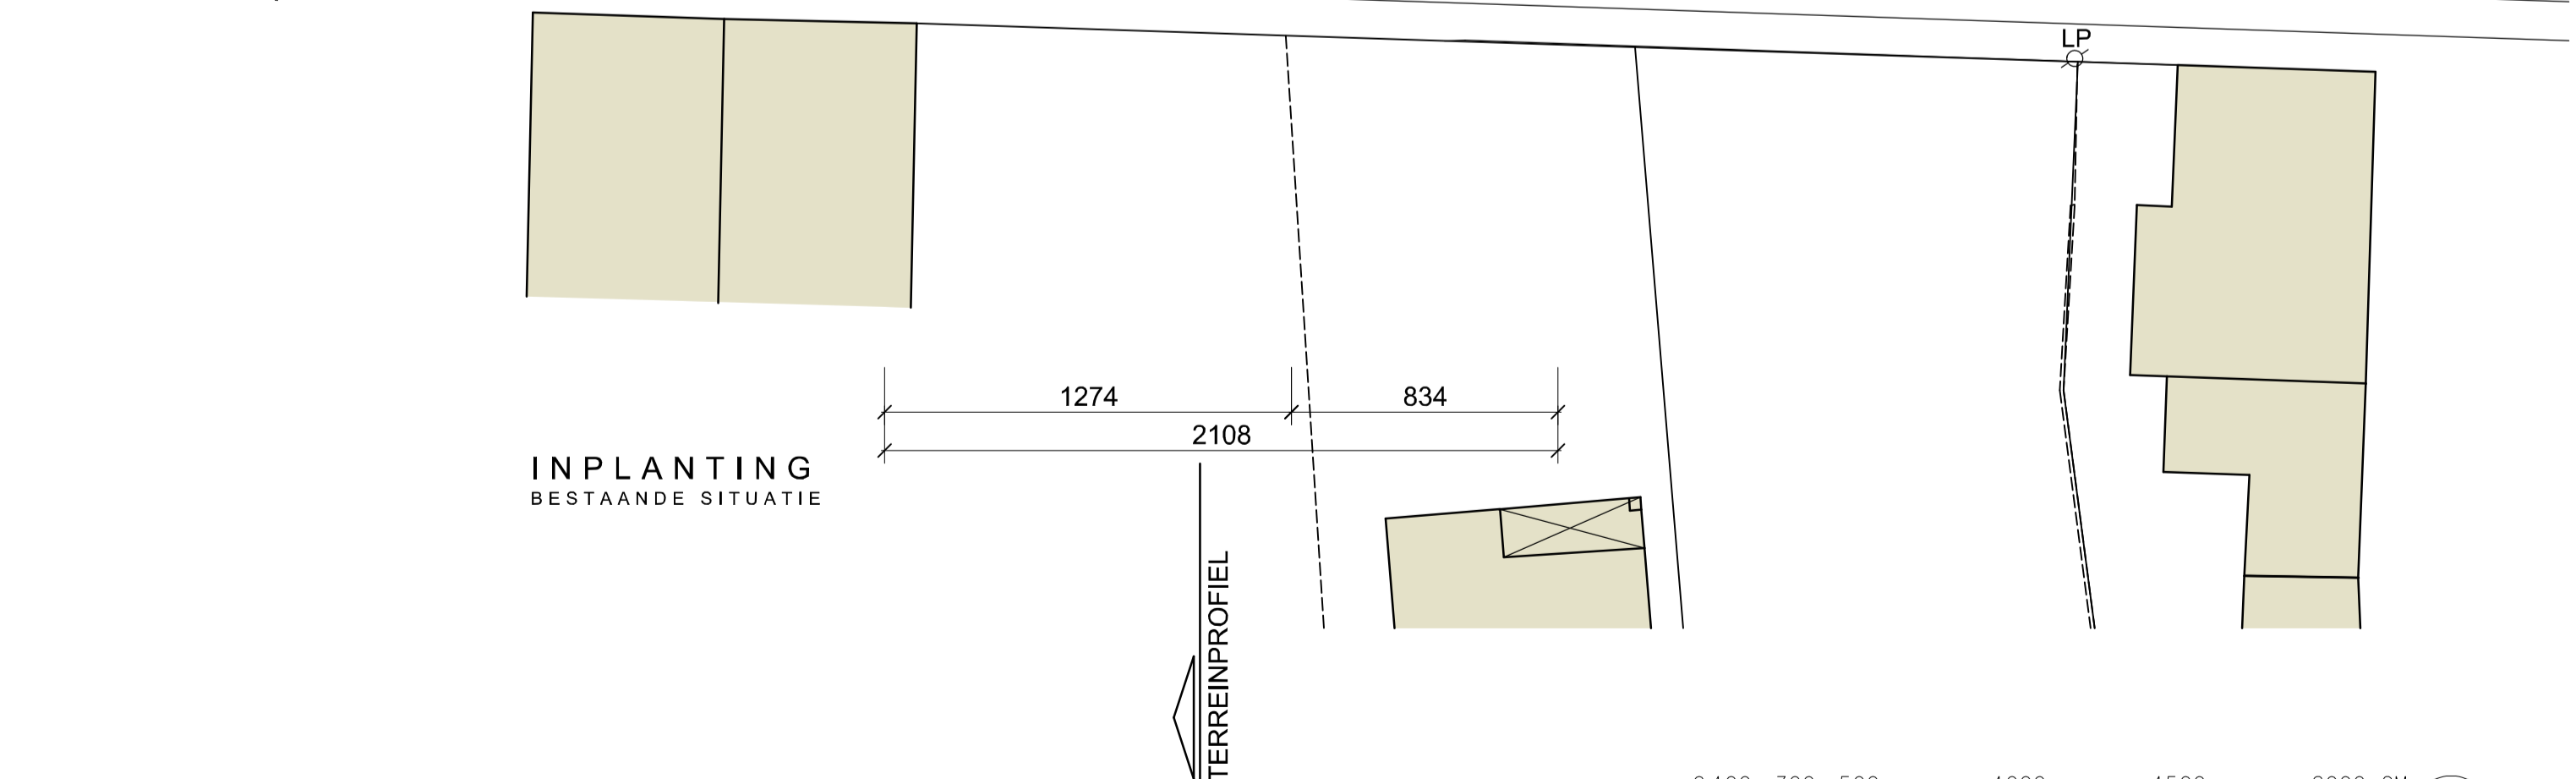 LP
1274 834
2108
INPLANTING
BESTAANDE SITUATIE
TERREINPROFIEL